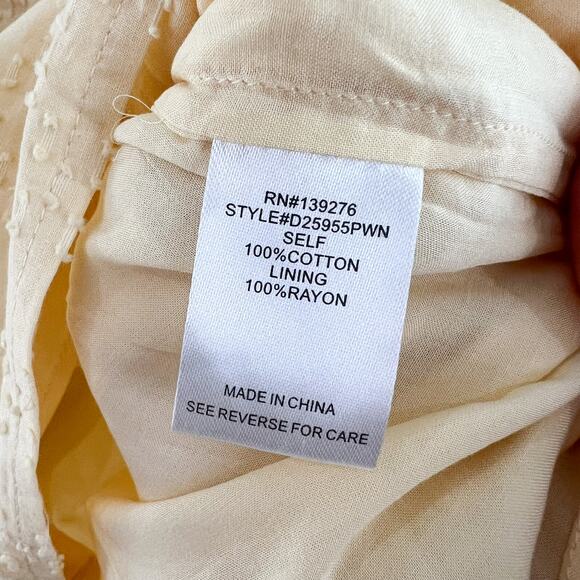 RN#139276
STYLE#D25955PWN
SELF
100%COTTON
LINING
100%RAYON
MADE IN CHINA
SEE REVERSE FOR CARE